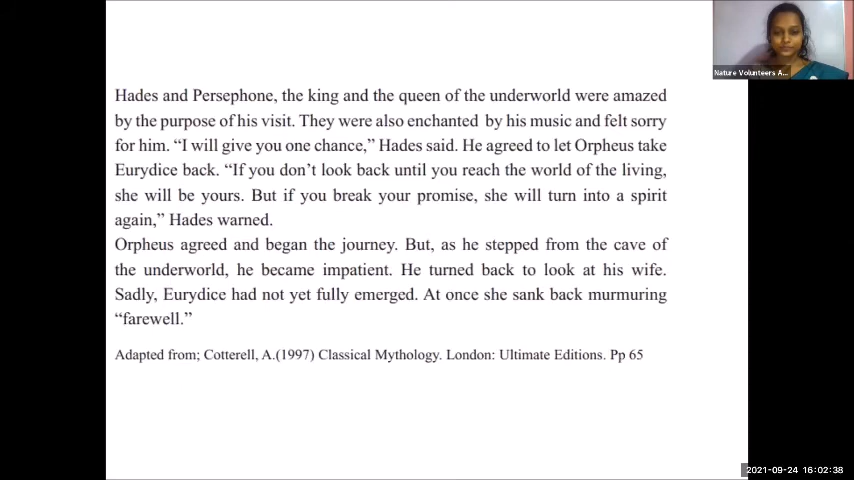 Nature Volunteers A...
Hades and Persephone, the king and the queen of the underworld were amazed
by the purpose of his visit. They were also enchanted by his music and felt sorry
for him. “I will give you one chance,” Hades said. He agreed to let Orpheus take
Eurydice back. “If you don’t look back until you reach the world of the living,
she will be yours. But if you break your promise, she will turn into a spirit
again,” Hades warned.
Orpheus agreed and began the journey. But, as he stepped from the cave of
the underworld, he became impatient. He turned back to look at his wife.
Sadly, Eurydice had not yet fully emerged. At once she sank back murmuring
“farewell.”
Adapted from; Cotterell, A.(1997) Classical Mythology. London: Ultimate Editions. Pp 65
2021-09-24 16:02:38